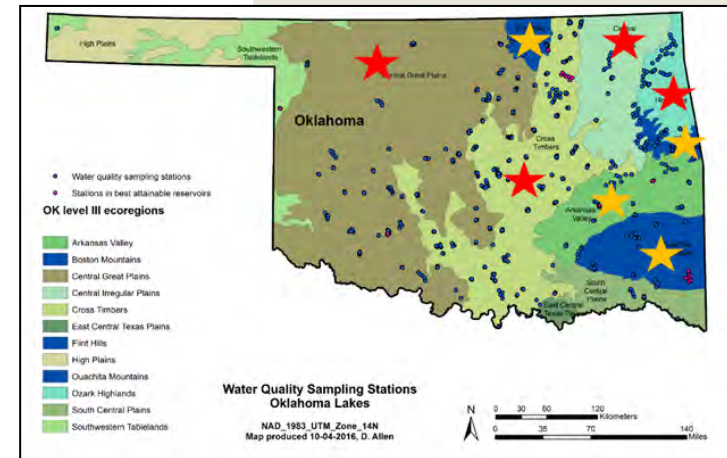 High Plains
Southwestern
Tablelands
Central Great Plains
Central
Oklahoma
Cross
Timbers
Arkansas
Valley
South
Central
Plains
East Central
Texas Plains
Water quality sampling stations
Stations in best attainable reservoirs
OK level III ecoregions
Arkansas Valley
Boston Mountains
Central Great Plains
Central Irregular Plains
Cross Timbers
East Central Texas Plains
Flint Hills
High Plains
Ouachita Mountains
Ozark Highlands
South Central Plains
Southwestern Tablelands
Water Quality Sampling Stations
Oklahoma Lakes
NAD_1983_UTM_Zone_14N
Map produced 10-04-2016, D. Allen
N
0 30 60 120
Kilometers
0 35 70 140
Miles